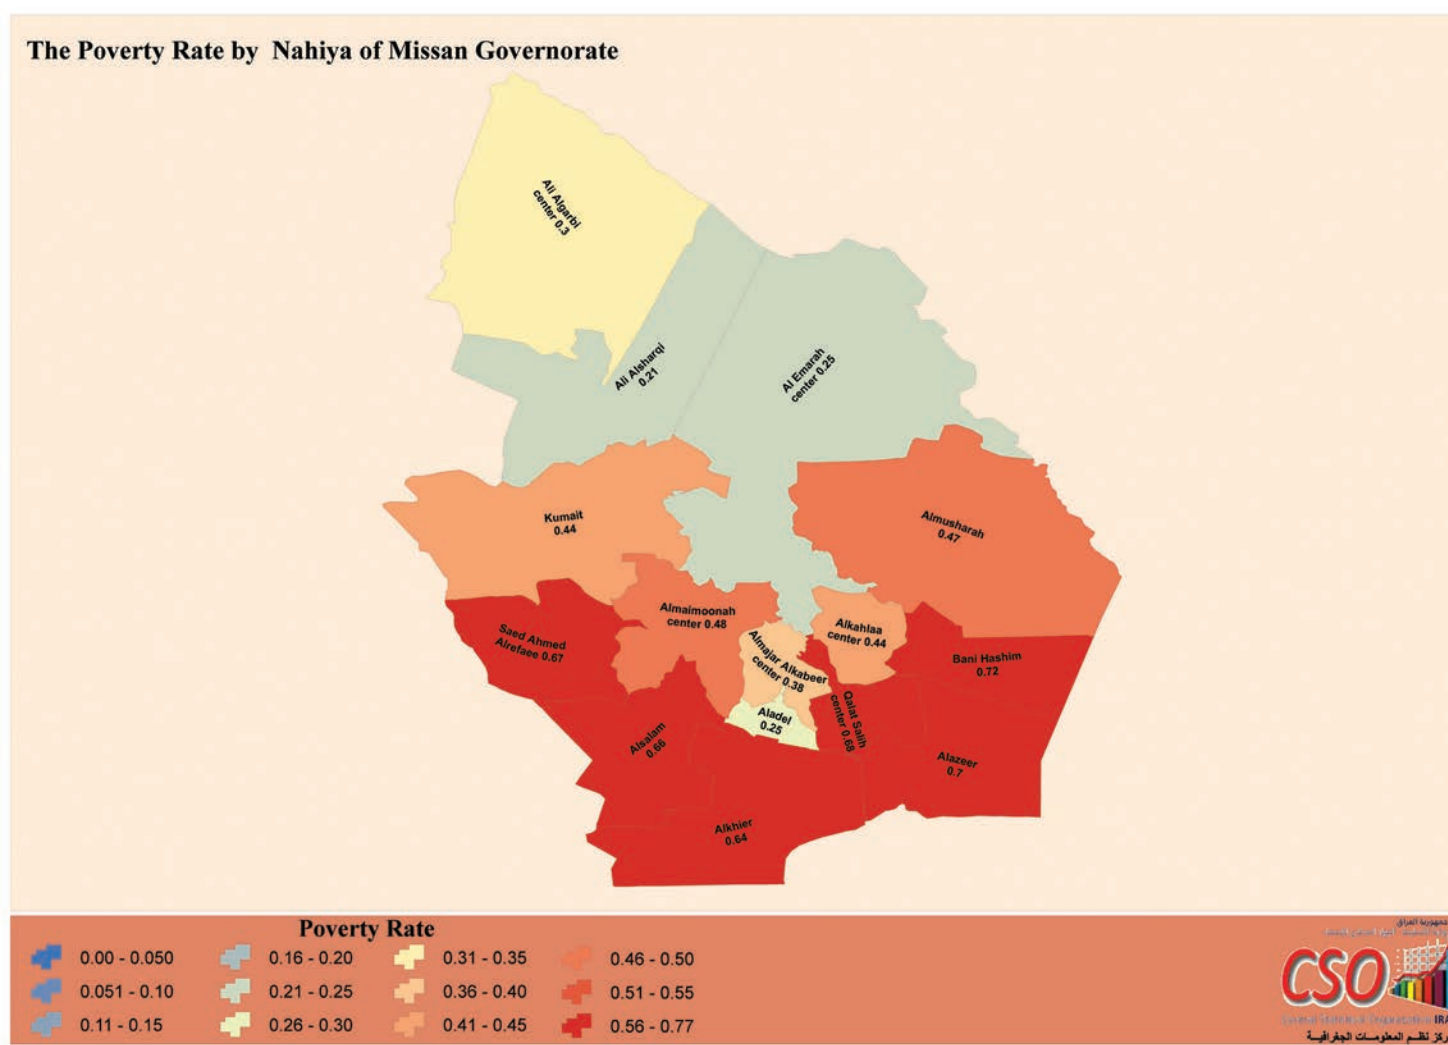 The Poverty Rate by Nahiya of Missan Governorate
Ali Algarbi
center 0.3
Ali Alsharqi
0.21
Al Emarah
center 0.25
Kumait
0.44
Almusharah
0.47
Almaimoonah
center 0.48
Alkahlaa
center 0.44
Saed Ahmed
Alrefaee 0.67
Almajar Alkabeer
center 0.38
Bani Hashim
0.72
Qalat Salih
center 0.68
Aladel
0.25
Alsalam
0.66
Alazeer
0.7
Alkhier
0.64
Poverty Rate
0.00 - 0.050
0.16 - 0.20
0.31 - 0.35
0.46 - 0.50
0.051 - 0.10
0.21 - 0.25
0.36 - 0.40
0.51 - 0.55
0.11 - 0.15
0.26 - 0.30
0.41 - 0.45
0.56 - 0.77
CSO
مركز نظم المعلومات الجغرافية